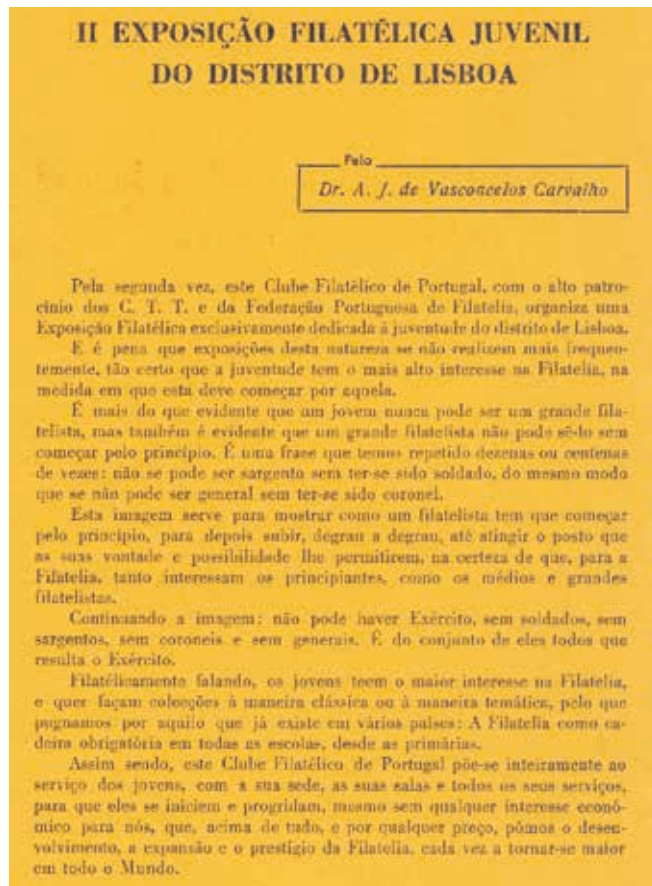 II EXPOSIÇÃO FILATÉLICA JUVENIL
DO DISTRITO DE LISBOA
Pelo
Dr. A. J. de Vasconcelos Carvalho
Pela segunda vez, este Clube Filatélico de Portugal, com o alto patro-
cínio dos C. T. T. e da Federação Portuguesa de Filatelia, organiza uma
Exposição Filatélica exclusivamente dedicada à juventude do distrito de Lisboa.
E é pena que exposições desta natureza se não realizem mais frequen-
temente, tão certo que a juventude tem o mais alto interesse na Filatelia, na
medida em que esta deve começar por aquela.
É mais do que evidente que um jovem nunca pode ser um grande fila-
telista, mas também é evidente que um grande filatelista não pode sê-lo sem
começar pelo princípio. É uma frase que temos repetido dezenas ou centenas
de vezes: não se pode ser sargento sem ter-se sido soldado, do mesmo modo
que se não pode ser general sem ter-se sido coronel.
Esta imagem serve para mostrar como um filatelista tem que começar
pelo princípio, para depois subir, degrau a degrau, até atingir o posto que
as suas vontade e possibilidade lhe permitirem, na certeza de que, para a
Filatelia, tanto interessam os principiantes, como os médios e grandes
filatelistas.
Continuando a imagem: não pode haver Exército, sem soldados, sem
sargentos, sem coroneis e sem generais. É do conjunto de eles todos que
resulta o Exército.
Filatélicamente falando, os jovens teem o maior interesse na Filatelia,
e quer façam colecções à maneira clássica ou à maneira temática, pelo que
pugnamos por aquilo que já existe em vários países: A Filatelia como ca-
deira obrigatória em todas as escolas, desde as primárias.
Assim sendo, este Clube Filatélico de Portugal põe-se inteiramente ao
serviço dos jovens, com a sua sede, as suas salas e todos os seus serviços,
para que eles se iniciem e progridam, mesmo sem qualquer interesse econó-
mico para nós, que, acima de tudo, e por qualquer preço, pômos o desen-
volvimento, a expansão e o prestígio da Filatelia, cada vez a tornar-se maior
em todo o Mundo.